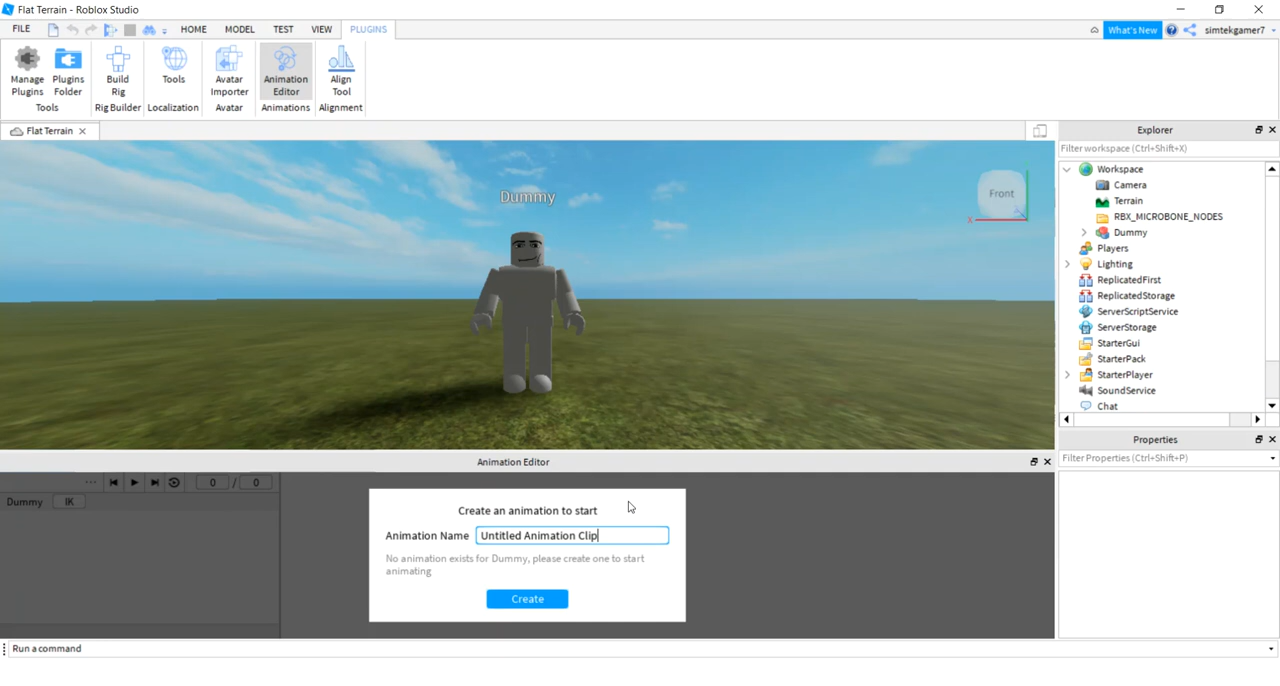 Flat Terrain - Roblox Studio
FILE HOME MODEL TEST VIEW PLUGINS What's New simtekgamer7
Manage Plugins
Plugins Folder
Build Rig
Tools
Avatar Importer
Animation Editor
Align Tool
Tools Rig Builder Localization Avatar Animations Alignment
Flat Terrain
Dummy
Front
X
Explorer
Filter workspace (Ctrl+Shift+X)
Workspace
Camera
Terrain
RBX_MICROBONE_NODES
Dummy
Players
Lighting
ReplicatedFirst
ReplicatedStorage
ServerScriptService
ServerStorage
StarterGui
StarterPack
StarterPlayer
SoundService
Chat
Properties
Filter Properties (Ctrl+Shift+P)
Animation Editor
0 / 0
Dummy IK
Create an animation to start
Animation Name Untitled Animation Clip
No animation exists for Dummy, please create one to start
animating
Create
Run a command